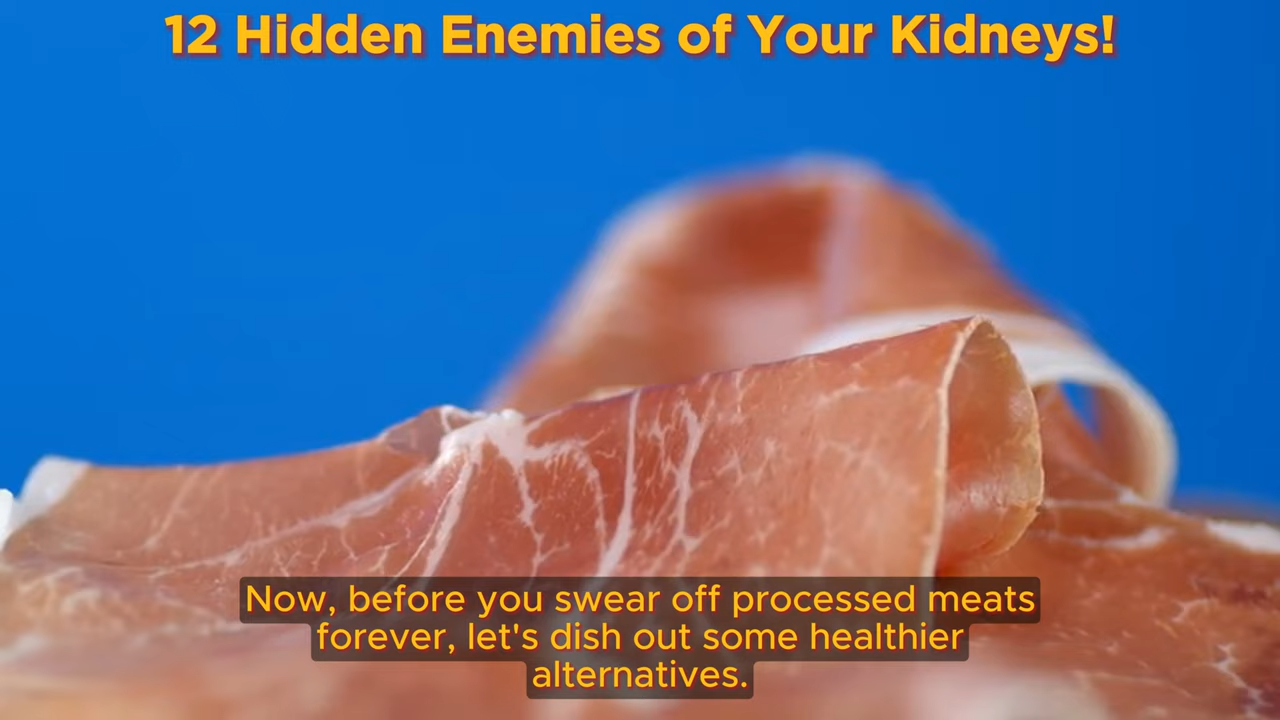 12 Hidden Enemies of Your Kidneys!
Now, before you swear off processed meats
forever, let's dish out some healthier
alternatives.